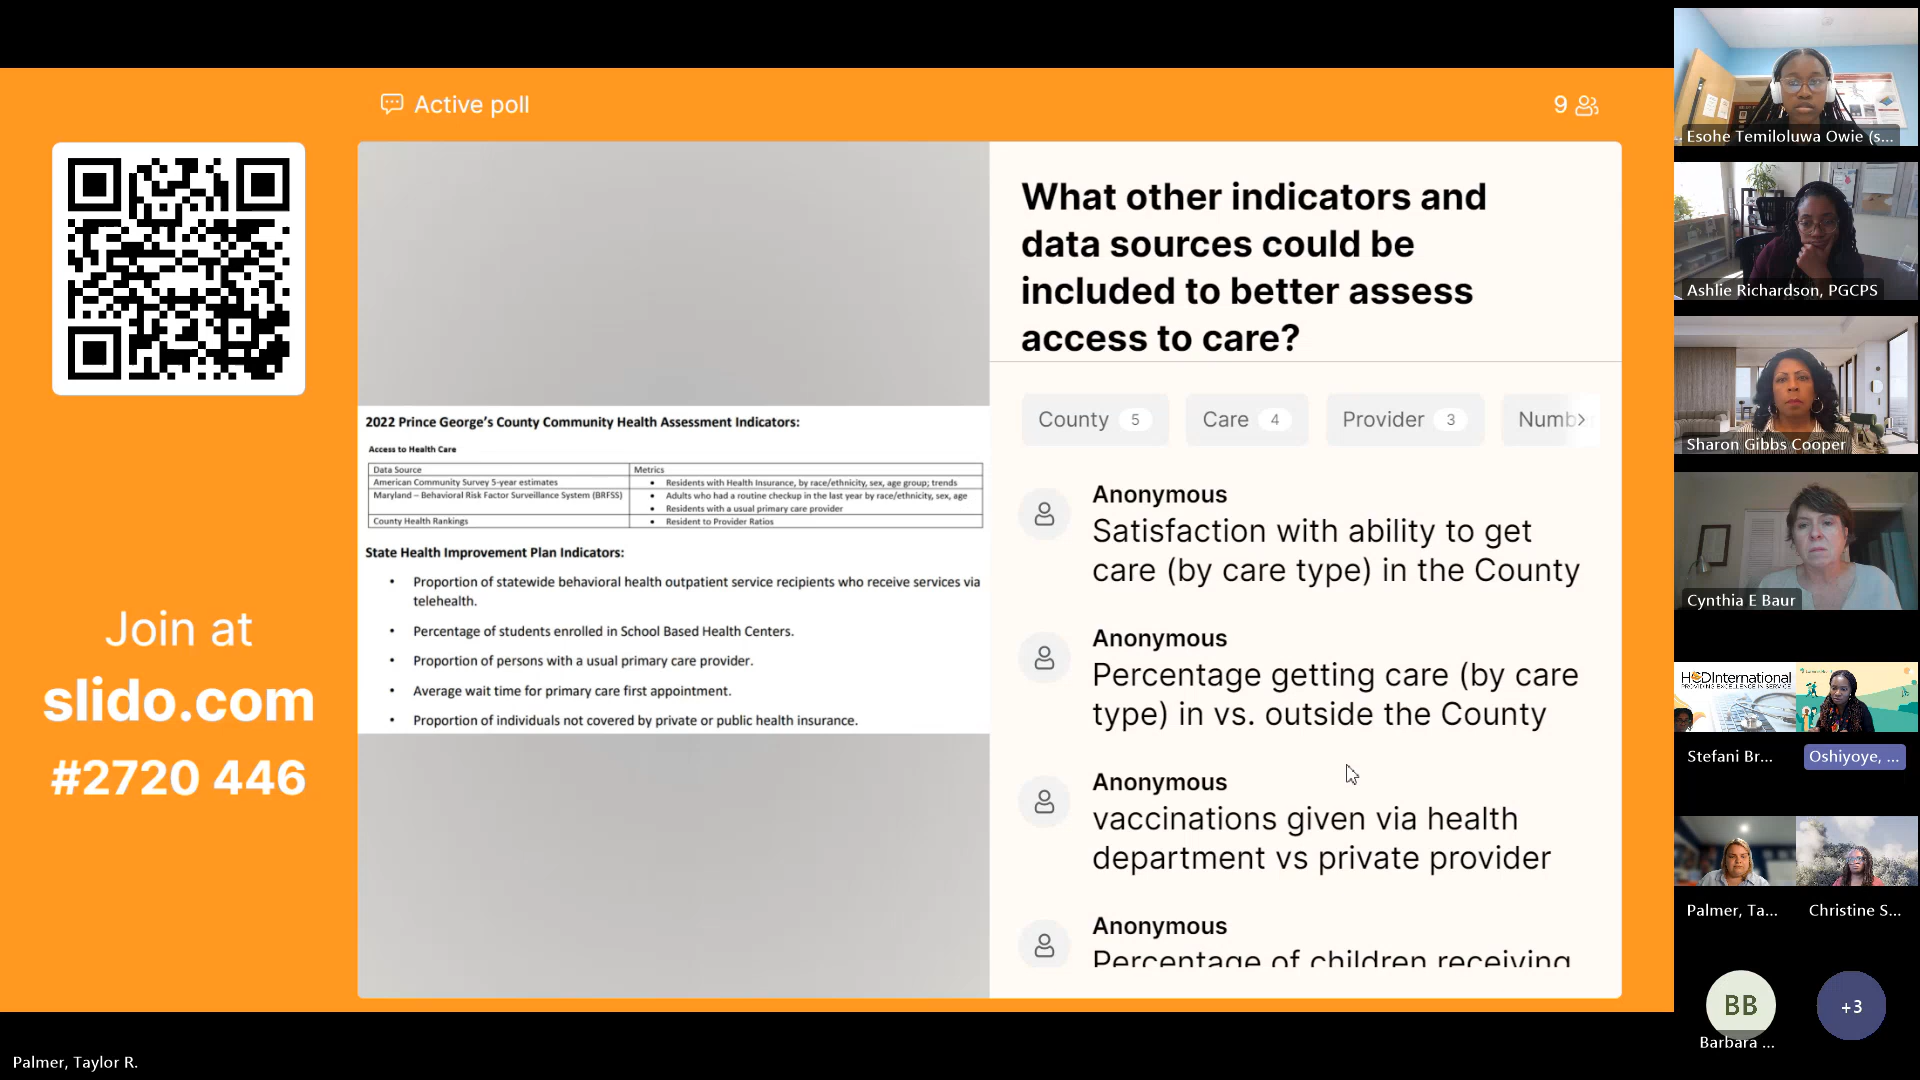 Active poll
9
What other indicators and
data sources could be
included to better assess
access to care?
County 5
Care 4
Provider 3
Numb
2022 Prince George's County Community Health Assessment Indicators:
Access to Health Care
Data Source
Metrics
American Community Survey 5-year estimates
• Residents with Health Insurance, by race/ethnicity, sex, age group; trends
Maryland – Behavioral Risk Factor Surveillance System (BRFSS)
• Adults who had a routine checkup in the last year by race/ethnicity, sex, age
• Residents with a usual primary care provider
County Health Rankings
• Resident to Provider Ratios
State Health Improvement Plan Indicators:
• Proportion of statewide behavioral health outpatient service recipients who receive services via
telehealth.
• Percentage of students enrolled in School Based Health Centers.
• Proportion of persons with a usual primary care provider.
• Average wait time for primary care first appointment.
• Proportion of individuals not covered by private or public health insurance.
Anonymous
Satisfaction with ability to get
care (by care type) in the County
Anonymous
Percentage getting care (by care
type) in vs. outside the County
Anonymous
vaccinations given via health
department vs private provider
Anonymous
Percentage of children receiving
Join at
slido.com
#2720 446
Esohe Temiloluwa Owie (s...
Ashlie Richardson, PGCPS
Sharon Gibbs Cooper
Cynthia E Baur
HCDInternational
PROVIDING EXCELLENCE IN SERVICE
Stefani Br...
Oshiyoye, ...
Palmer, Ta...
Christine S...
BB
+3
Barbara ...
Palmer, Taylor R.